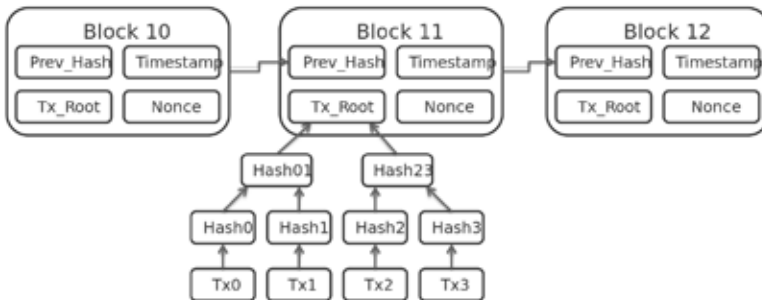 Block 10 Block 11 Block 12
Prev_Hash Timestamp Prev_Hash Timestamp Prev_Hash Timestamp
Tx_Root Nonce Tx_Root Nonce Tx_Root Nonce
Hash01 Hash23
Hash0 Hash1 Hash2 Hash3
Tx0 Tx1 Tx2 Tx3